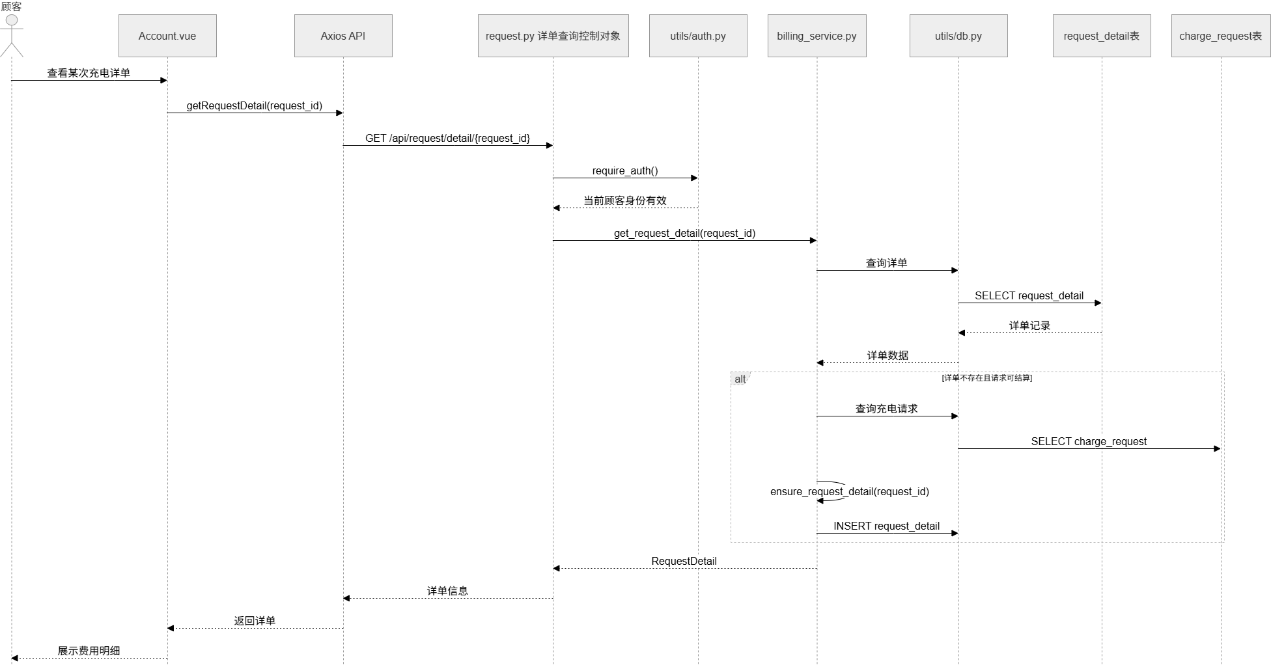 顾客
Account.vue
Axios API
request.py 详单查询控制对象
utils/auth.py
billing_service.py
utils/db.py
request_detail表
charge_request表
查看某次充电详单
getRequestDetail(request_id)
GET /api/request/detail/{request_id}
require_auth()
当前顾客身份有效
get_request_detail(request_id)
查询详单
SELECT request_detail
详单记录
详单数据
alt
[详单不存在且请求可结算]
查询充电请求
SELECT charge_request
ensure_request_detail(request_id)
INSERT request_detail
RequestDetail
详单信息
返回详单
展示费用明细